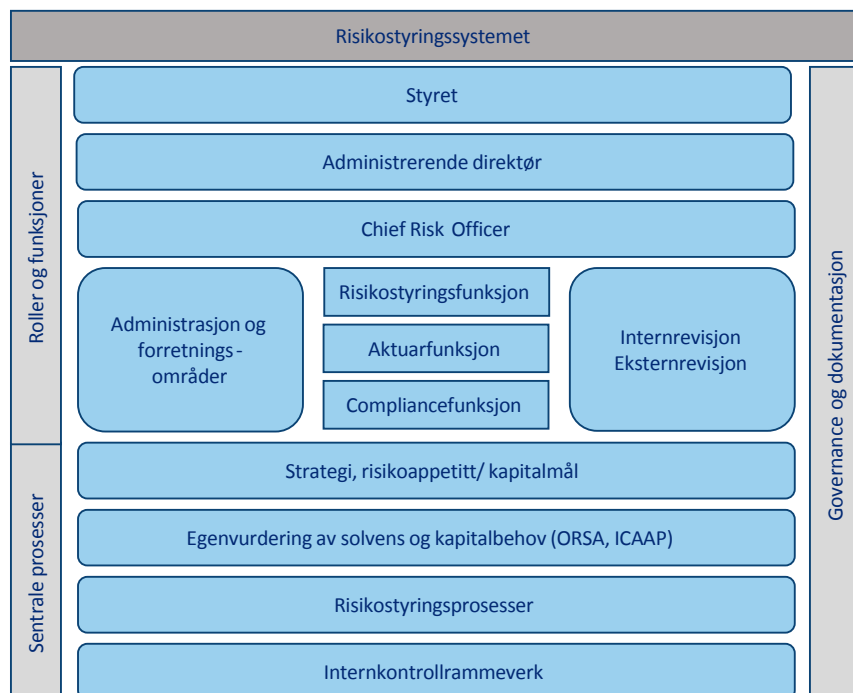 Risikostyringssystemet
Roller og funksjoner
Styret
Administrerende direktør
Chief Risk Officer
Administrasjon og
forretnings-
områder
Risikostyringsfunksjon
Aktuarfunksjon
Compliancefunksjon
Internrevisjon
Eksternrevisjon
Sentrale prosesser
Strategi, risikoappetitt/ kapitalmål
Egenvurdering av solvens og kapitalbehov (ORSA, ICAAP)
Risikostyringsprosesser
Internkontrollrammeverk
Governance og dokumentasjon